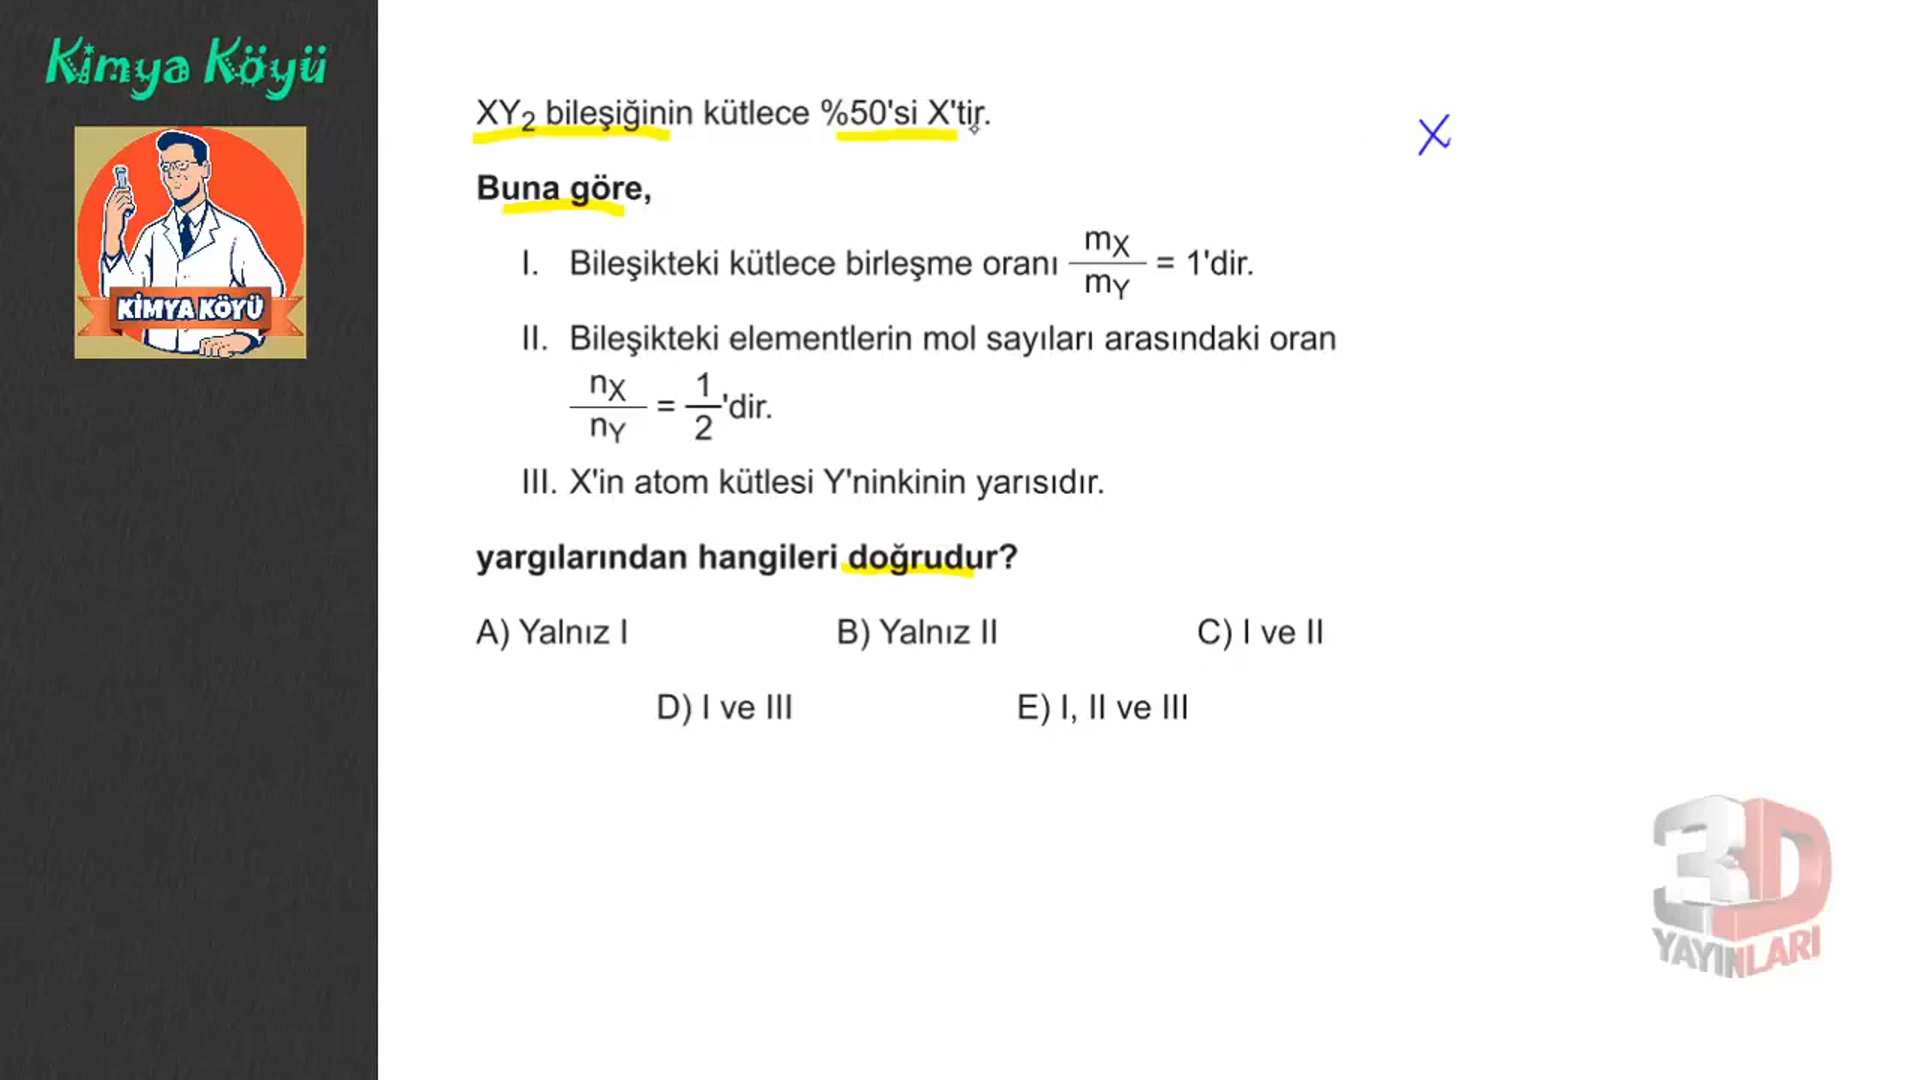 Kimya Köyü
KİMYA KÖYÜ
XY₂ bileşiğinin kütlece %50'si X'tir.
X
Buna göre,
I. Bileşikteki kütlece birleşme oranı mX/mY = 1'dir.
II. Bileşikteki elementlerin mol sayıları arasındaki oran
nX/nY = 1/2'dir.
III. X'in atom kütlesi Y'ninkinin yarısıdır.
yargılarından hangileri doğrudur?
A) Yalnız I B) Yalnız II C) I ve II
D) I ve III E) I, II ve III
3D
YAYINLARI